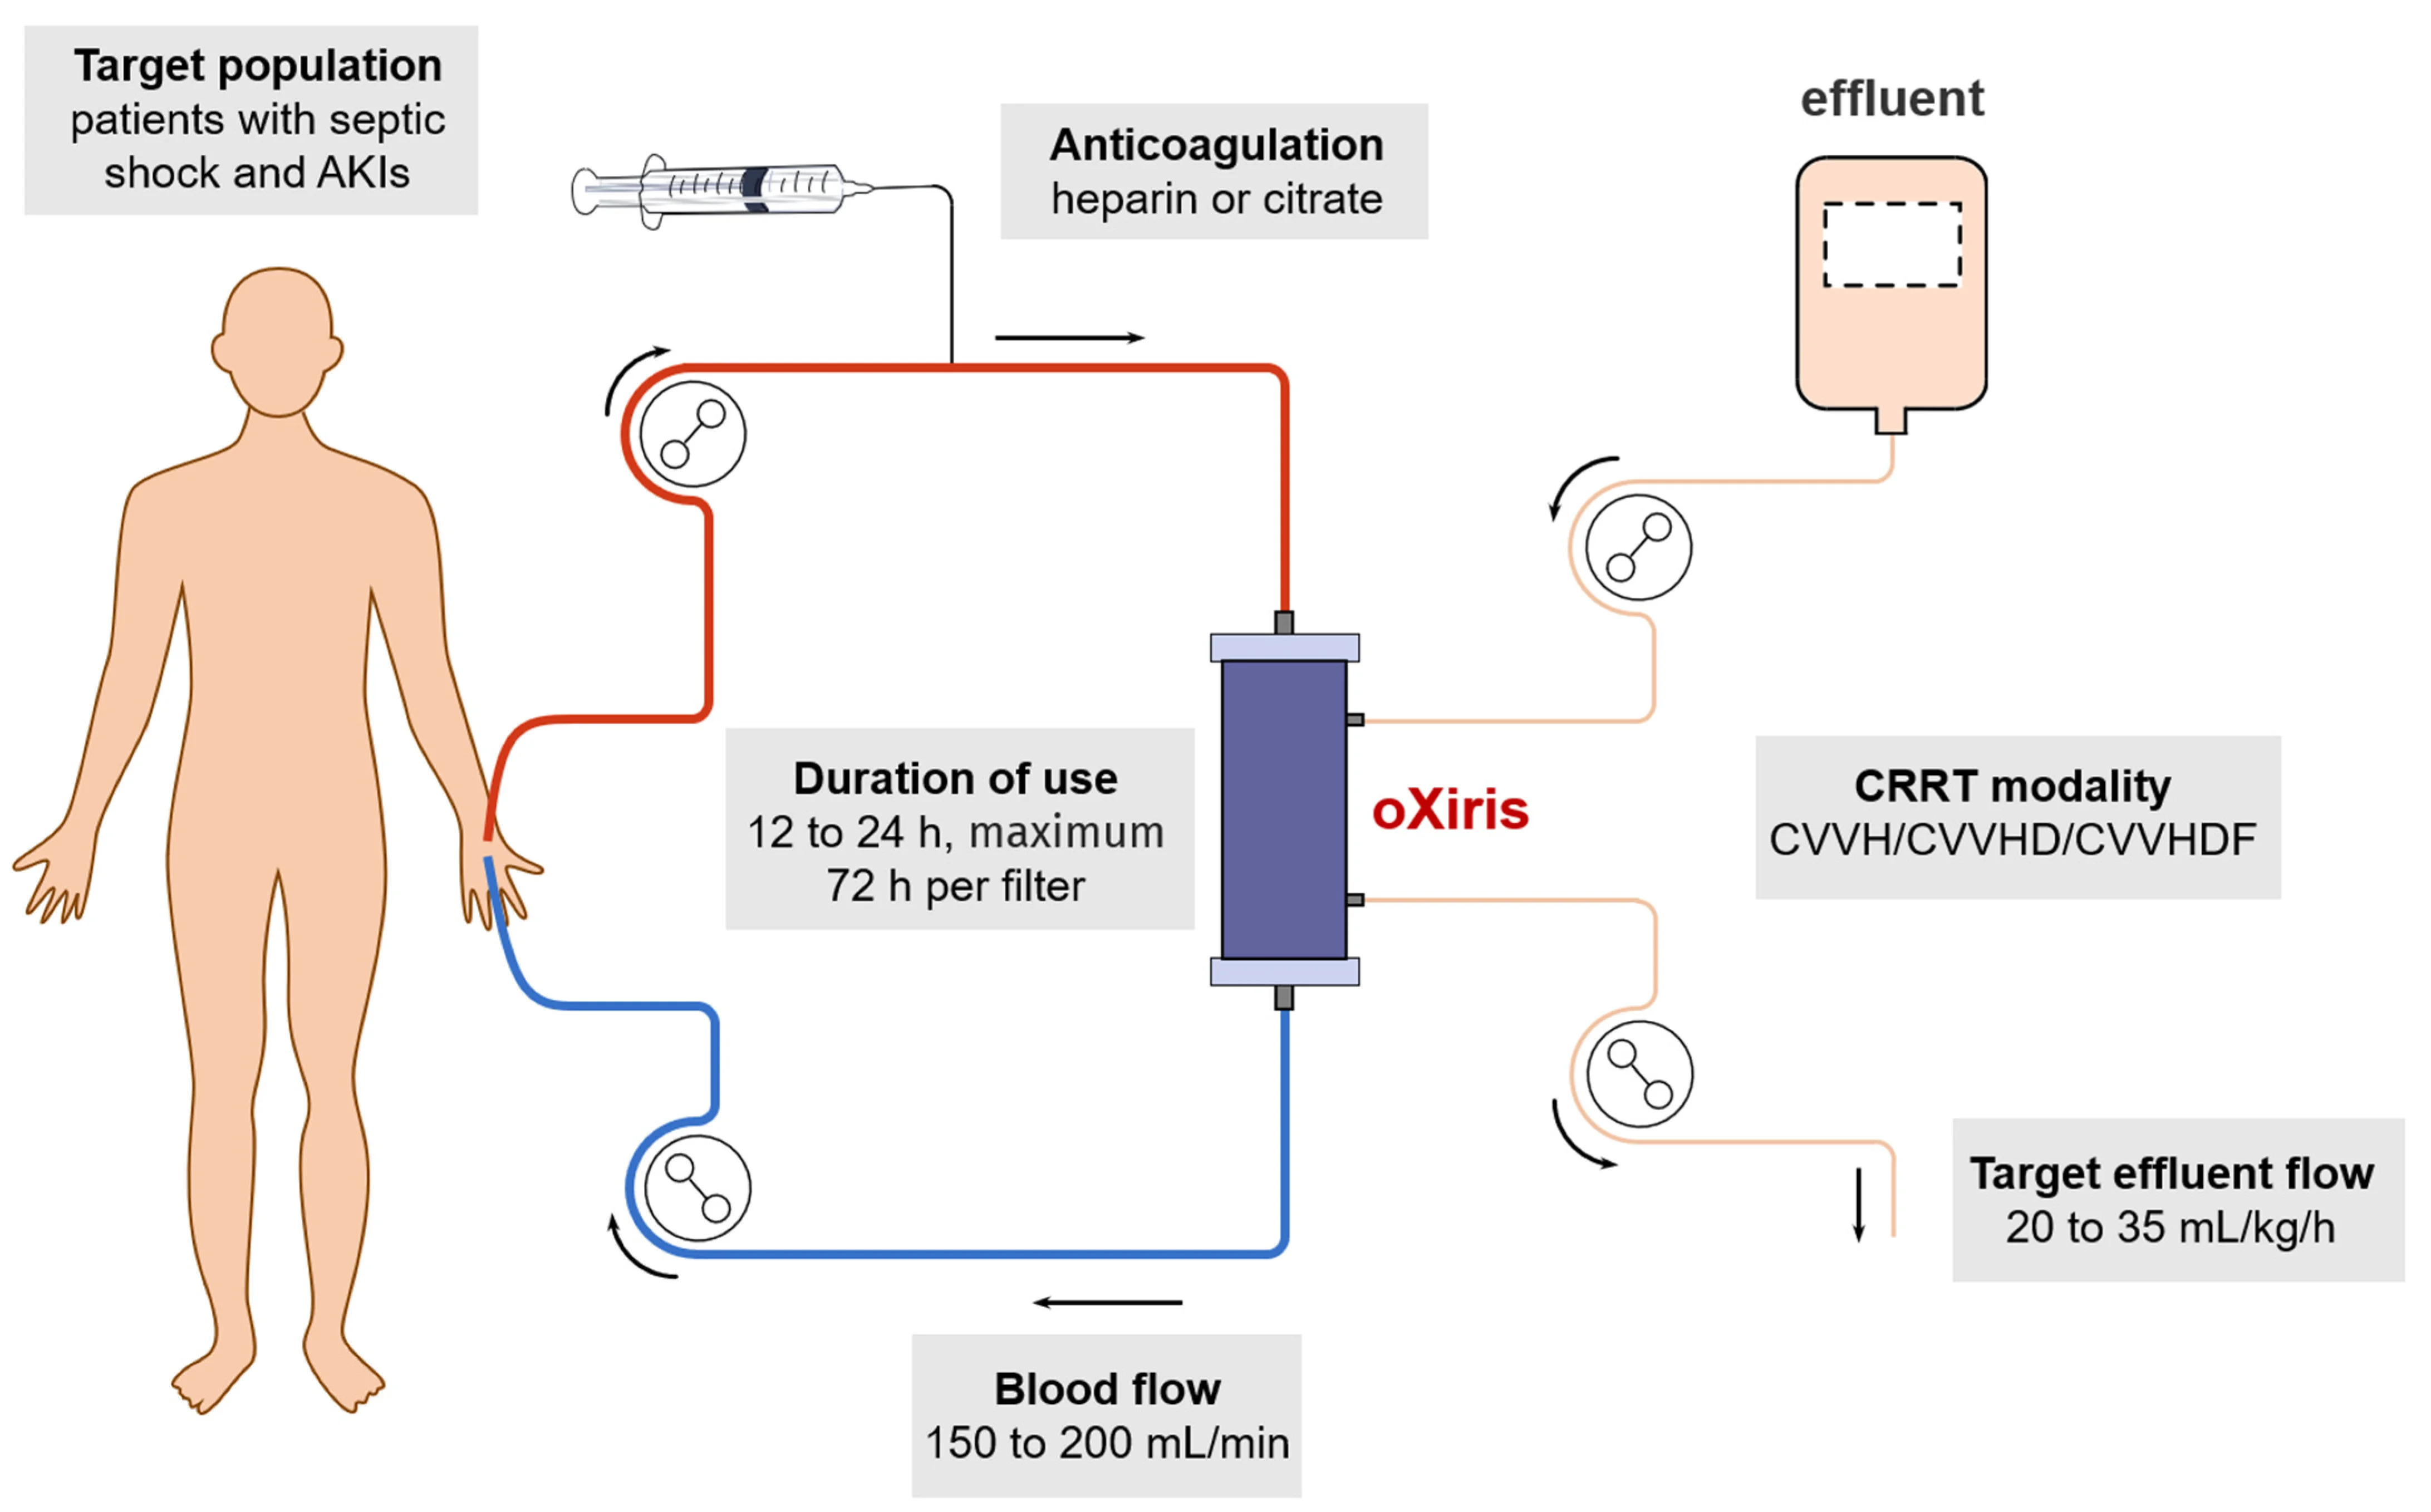 Target population
patients with septic
shock and AKIs
Anticoagulation
heparin or citrate
effluent
Duration of use
12 to 24 h, maximum
72 h per filter
oXiris
CRRT modality
CVVH/CVVHD/CVVHDF
Target effluent flow
20 to 35 mL/kg/h
Blood flow
150 to 200 mL/min